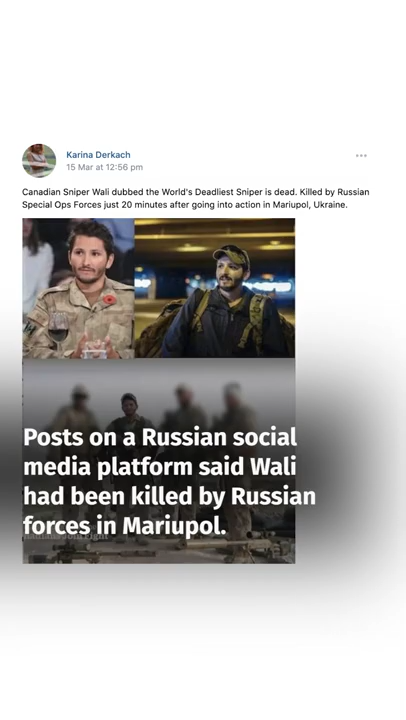 Karina Derkach
15 Mar at 12:56 pm
Canadian Sniper Wali dubbed the World's Deadliest Sniper is dead. Killed by Russian
Special Ops Forces just 20 minutes after going into action in Mariupol, Ukraine.
Posts on a Russian social
media platform said Wali
had been killed by Russian
forces in Mariupol.